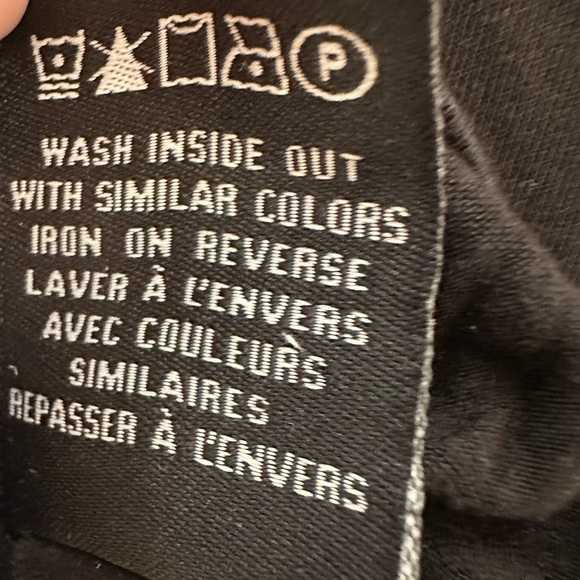 P
WASH INSIDE OUT
WITH SIMILAR COLORS
IRON ON REVERSE
LAVER À L'ENVERS
AVEC COULEURS
SIMILAIRES
REPASSER À L'ENVERS